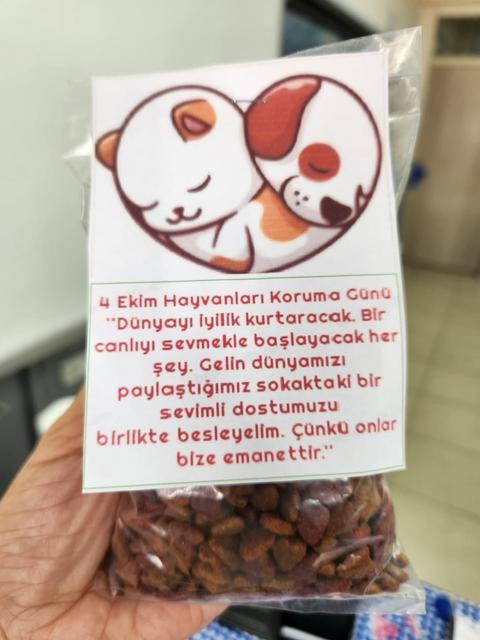 4 Ekim Hayvanları Koruma Günü
"Dünyayı iyilik kurtaracak. Bir
canlıyı sevmekle başlayacak her
şey. Gelin dünyamızı
paylaştığımız sokaktaki bir
sevimli dostumuzu
birlikte besleyelim. Çünkü onlar
bize emanettir."